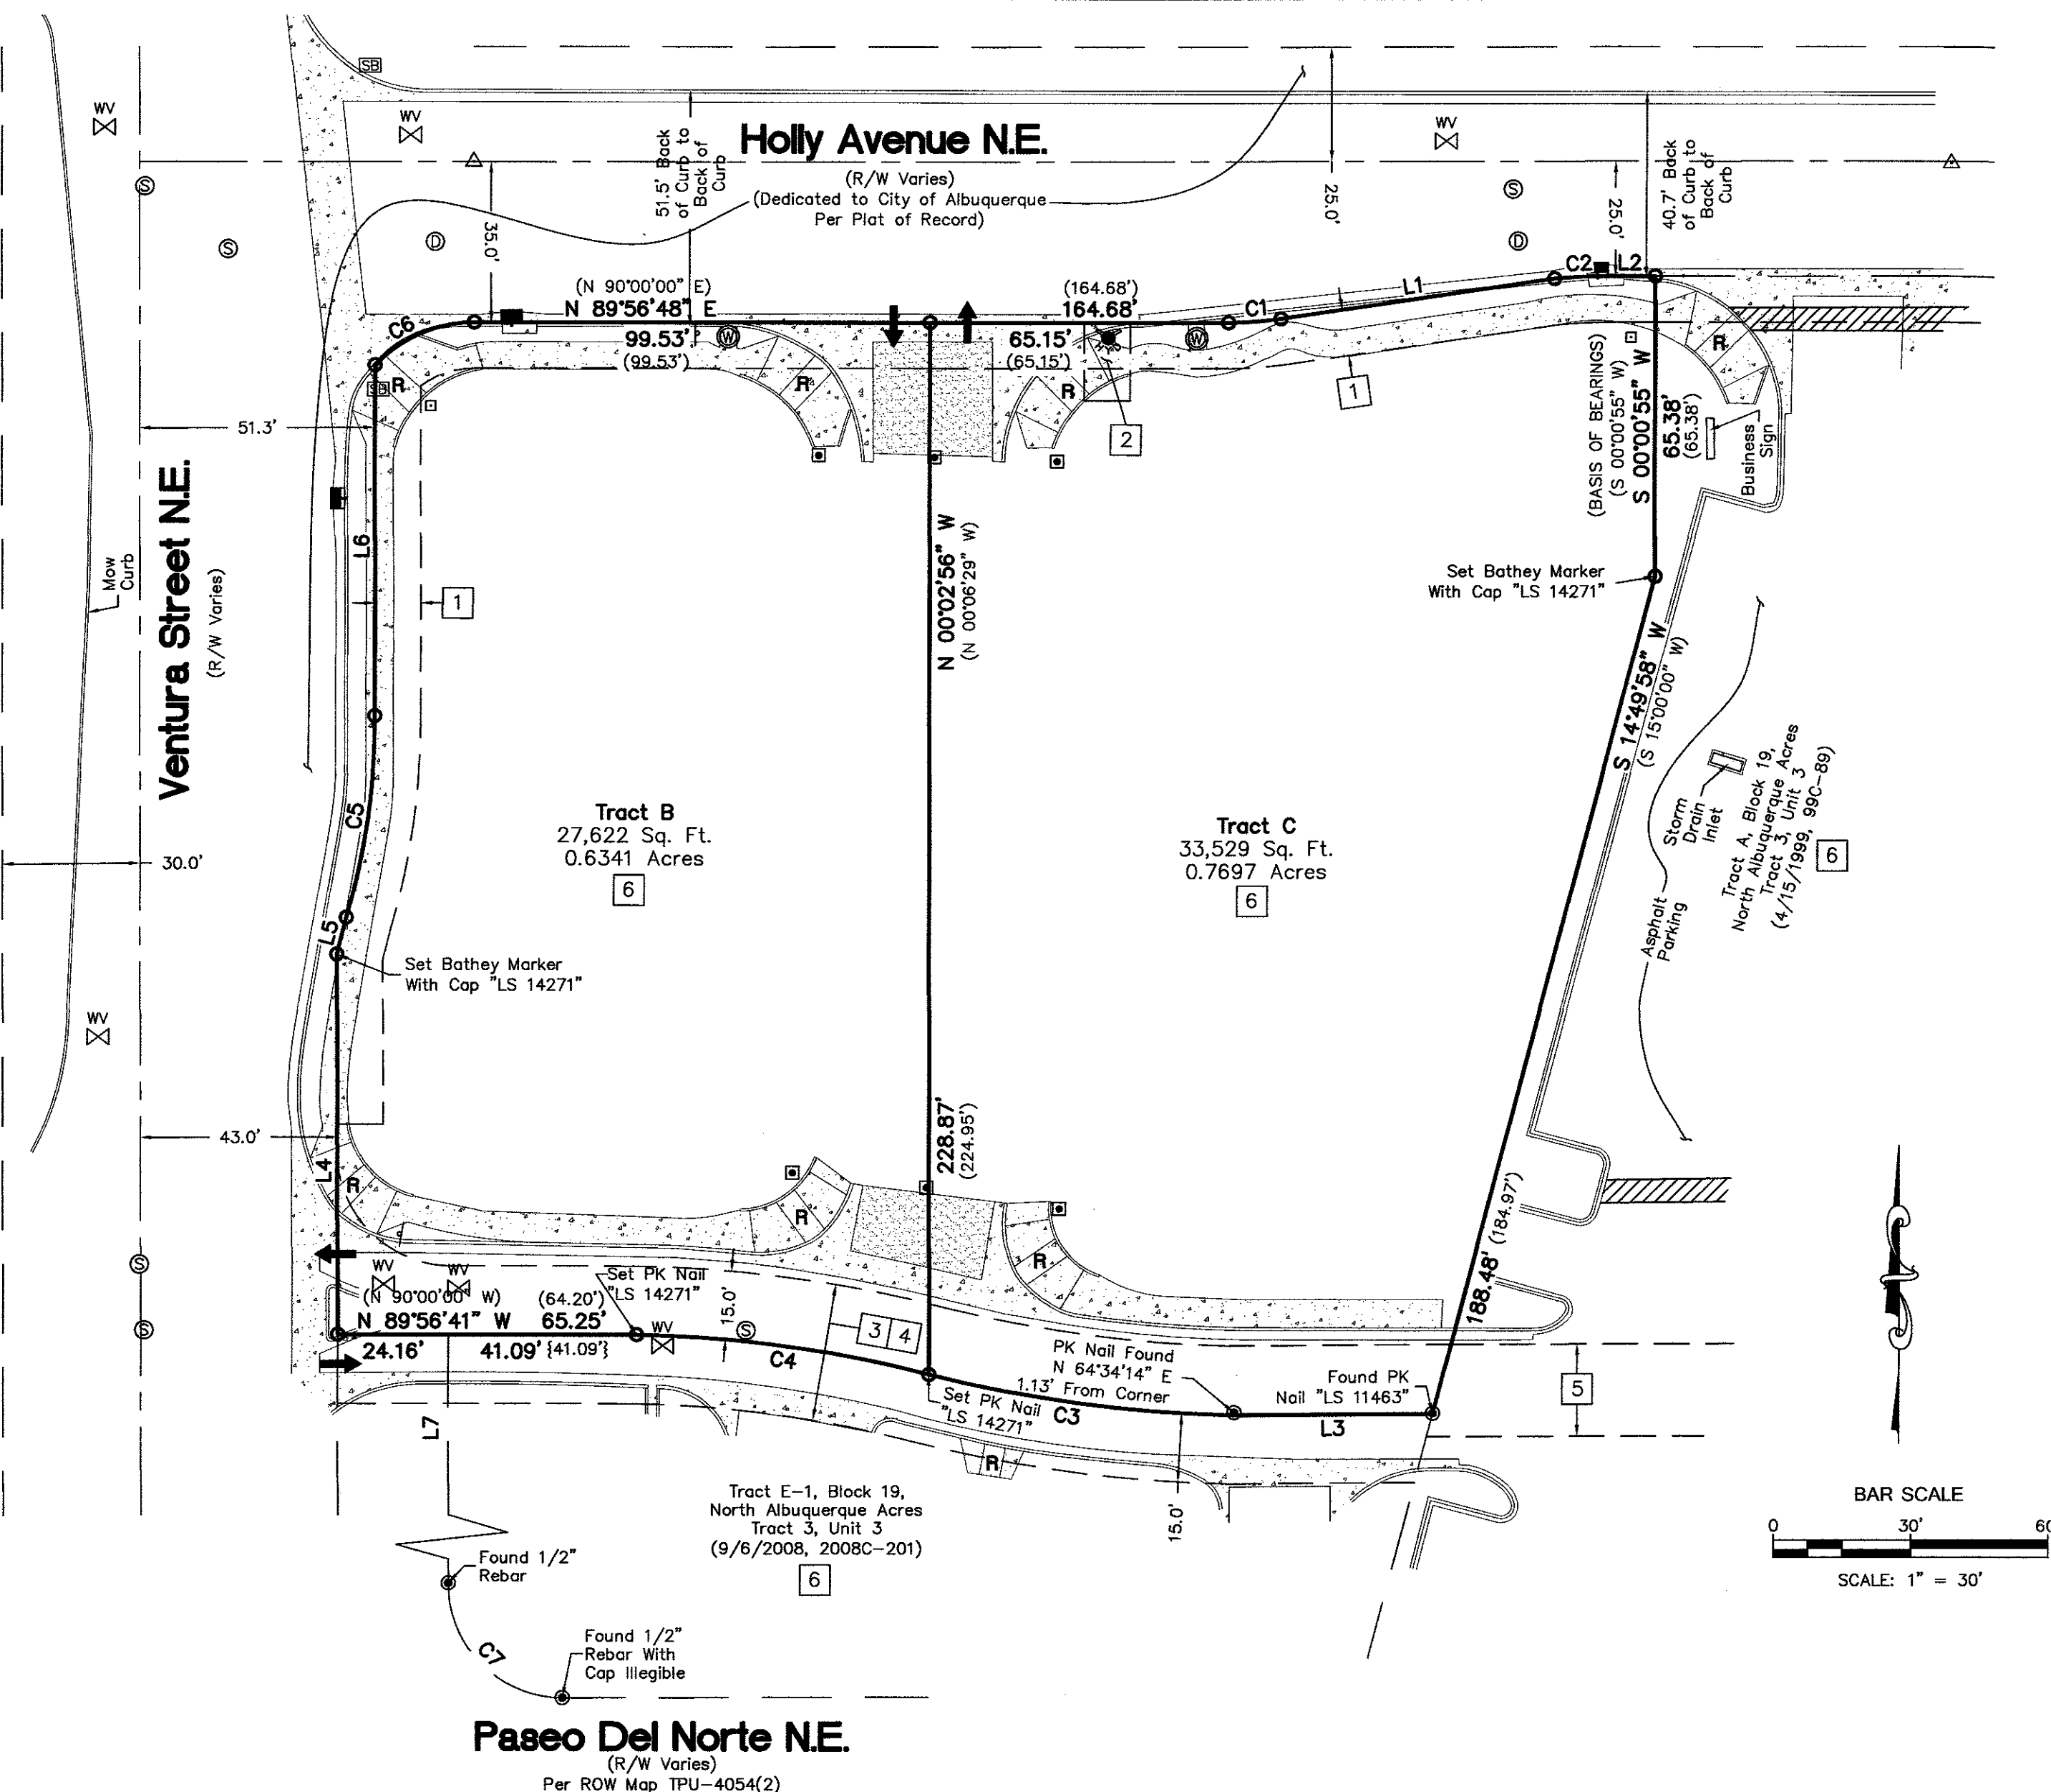 SB
WV
WV
WV
Holly Avenue N.E.
(R/W Varies)
(Dedicated to City of Albuquerque
Per Plat of Record)
51.5' Back
of Curb to
Back of
Curb
40.7' Back
of Curb to
Back of
Curb
25.0'
25.0'
35.0'
S
S
S
D
D
(N 90°00'00" E)
N 89°56'48" E
99.53'
(99.53')
(164.68')
164.68'
65.15'
(65.15')
C6
C1
L1
C2
L2
W
W
SB
R
R
R
R
1
2
51.3'
(BASIS OF BEARINGS)
(S 00°00'55" W)
S 00°00'55" W
65.38'
(65.38')
Business
Sign
Ventura Street N.E.
(R/W Varies)
Mow
Curb
L6
1
N 00°02'56" W
(N 00°06'29" W)
Set Bathey Marker
With Cap "LS 14271"
S 14°49'58" W
(S 15°00'00" W)
Storm
Drain
Inlet
Tract A, Block 19,
North Albuquerque Acres
Tract 3, Unit 3
(4/15/1999, 99C-89)
6
Asphalt
Parking
C5
Tract B
27,622 Sq. Ft.
0.6341 Acres
6
Tract C
33,529 Sq. Ft.
0.7697 Acres
6
30.0'
L5
Set Bathey Marker
With Cap "LS 14271"
WV
43.0'
L4
228.87'
(224.95')
188.48'
(184.97')
R
R
R
S
S
WV
WV
(N 90°00'00" W)
(64.20')
Set PK Nail
"LS 14271"
N 89°56'41" W
65.25'
24.16'
41.09'
{41.09'}
WV
S
15.0'
C4
3
4
PK Nail Found
N 64°34'14" E
1.13' From Corner
Found PK
Nail "LS 11463"
Set PK Nail
"LS 14271"
C3
L3
5
L7
R
15.0'
Tract E-1, Block 19,
North Albuquerque Acres
Tract 3, Unit 3
(9/6/2008, 2008C-201)
6
Found 1/2"
Rebar
Found 1/2"
Rebar With
Cap Illegible
C7
BAR SCALE
0
30'
60
SCALE: 1" = 30'
Paseo Del Norte N.E.
(R/W Varies)
Per ROW Map TPU-4054(2)